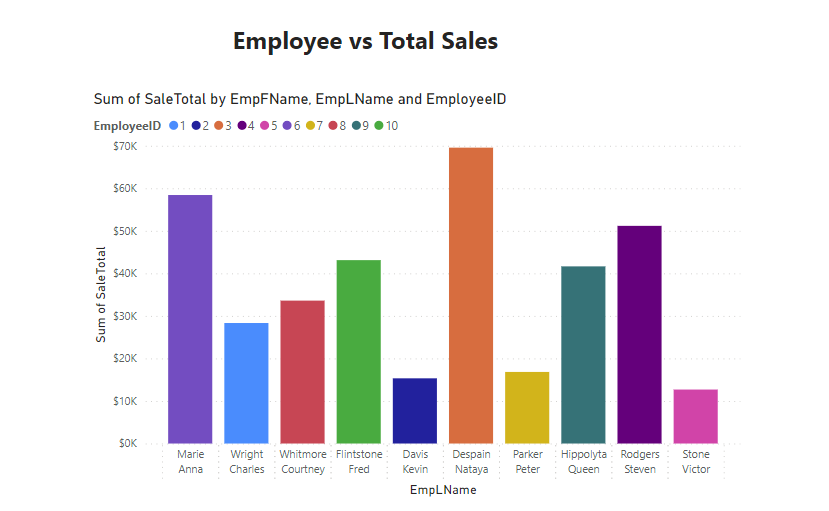 Employee vs Total Sales
Sum of SaleTotal by EmpFName, EmpLName and EmployeeID
EmployeeID 1 2 3 4 5 6 7 8 9 10
$70K
$60K
$50K
$40K
$30K
$20K
$10K
$0K
Sum of SaleTotal
Marie Wright Whitmore Flintstone Davis Despain Parker Hippolyta Rodgers Stone
Anna Charles Courtney Fred Kevin Nataya Peter Queen Steven Victor
EmpLName